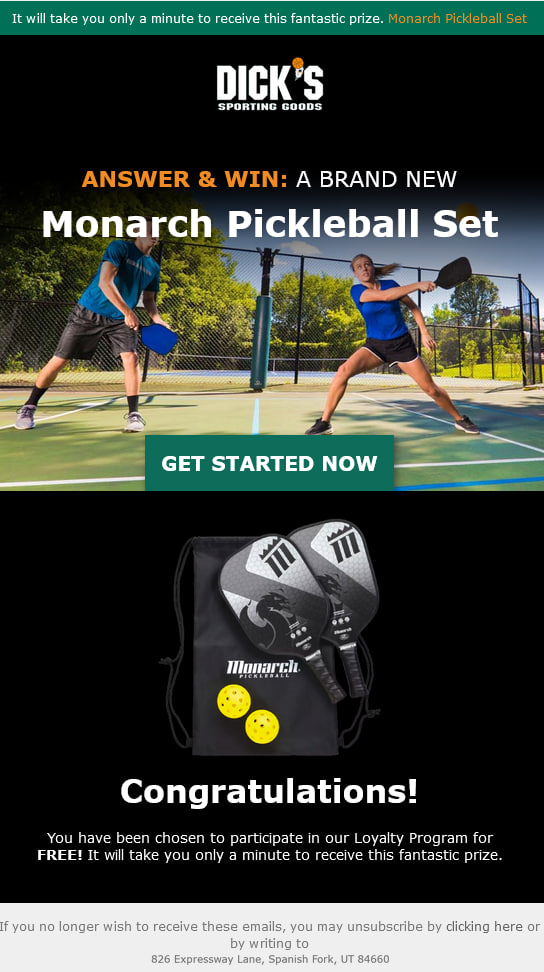 It will take you only a minute to receive this fantastic prize. Monarch Pickleball Set
DICK'S
SPORTING GOODS
ANSWER & WIN: A BRAND NEW
Monarch Pickleball Set
GET STARTED NOW
Monarch
PICKLEBALL
Monarch
Monarch
Congratulations!
You have been chosen to participate in our Loyalty Program for
FREE! It will take you only a minute to receive this fantastic prize.
If you no longer wish to receive these emails, you may unsubscribe by clicking here or
by writing to
826 Expressway Lane, Spanish Fork, UT 84660